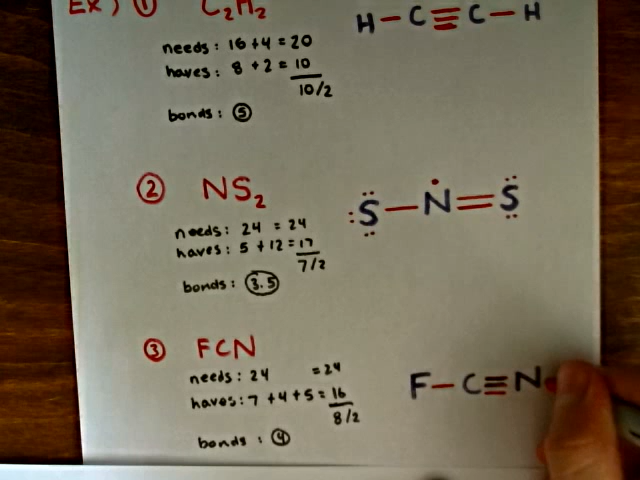 Ex) ① C₂H₂
H－C≡C－H
needs: 16+4 = 20
haves: 8 + 2 = 10
10/2
bonds: ⑤
② NS₂
S－N=S
needs: 24 = 24
haves: 5 + 12 = 17
7/2
bonds: 3.5
③ FCN
F－C≡N
needs: 24 = 24
haves: 7 +4+5 = 16
8/2
bonds: ④